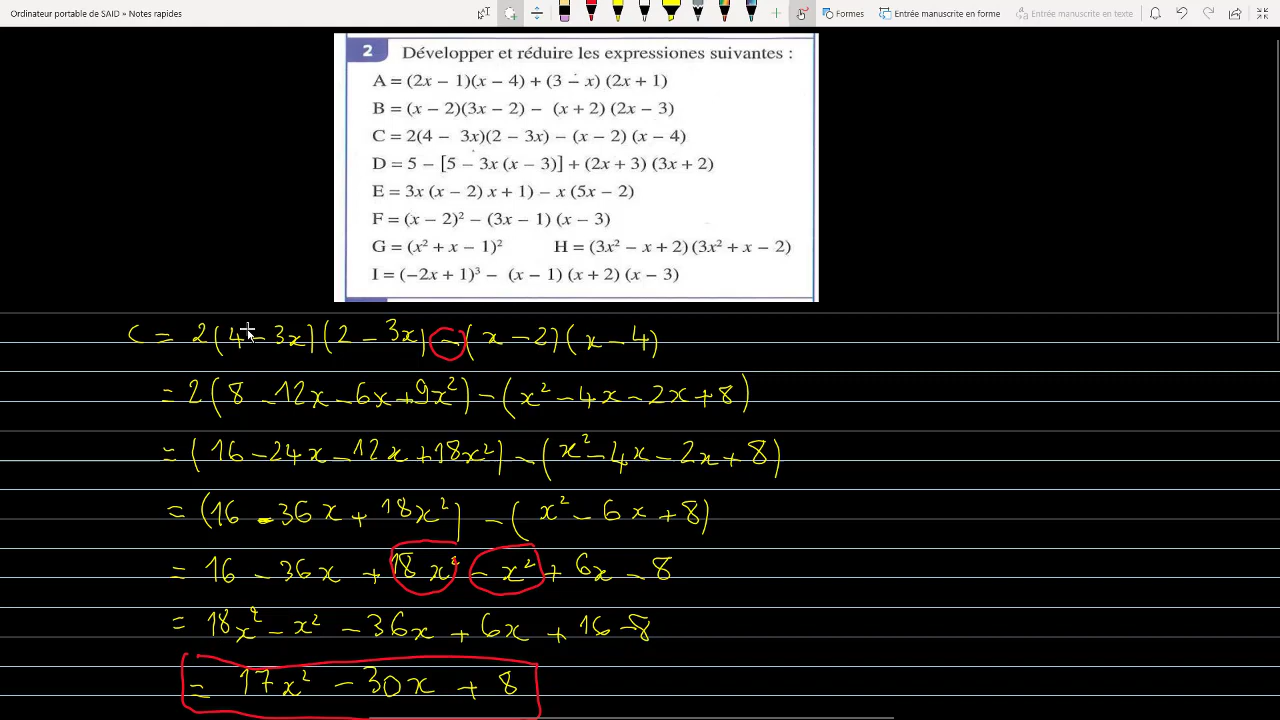 Ordinateur portable de SAID » Notes rapides
Formes
Entrée manuscrite en forme
Entrée manuscrite en texte
2 Développer et réduire les expressiones suivantes :
A = (2x − 1)(x − 4) + (3 − x) (2x + 1)
B = (x − 2)(3x − 2) − (x + 2) (2x − 3)
C = 2(4 − 3x)(2 − 3x) − (x − 2) (x − 4)
D = 5 − [5 − 3x (x − 3)] + (2x + 3) (3x + 2)
E = 3x (x − 2) x + 1) − x (5x − 2)
F = (x − 2)² − (3x − 1) (x − 3)
G = (x² + x − 1)² H = (3x² − x + 2) (3x² + x − 2)
I = (−2x + 1)³ − (x − 1) (x + 2) (x − 3)
C = 2(4 − 3x)(2 − 3x) − (x − 2)(x − 4)
= 2(8 − 12x − 6x + 9x²) − (x² − 4x − 2x + 8)
= (16 − 24x − 12x + 18x²) − (x² − 4x − 2x + 8)
= (16 − 36x + 18x²) − (x² − 6x + 8)
= 16 − 36x + 18x² − x² + 6x − 8
= 18x² − x² − 36x + 6x + 16 − 8
= 17x² − 30x + 8